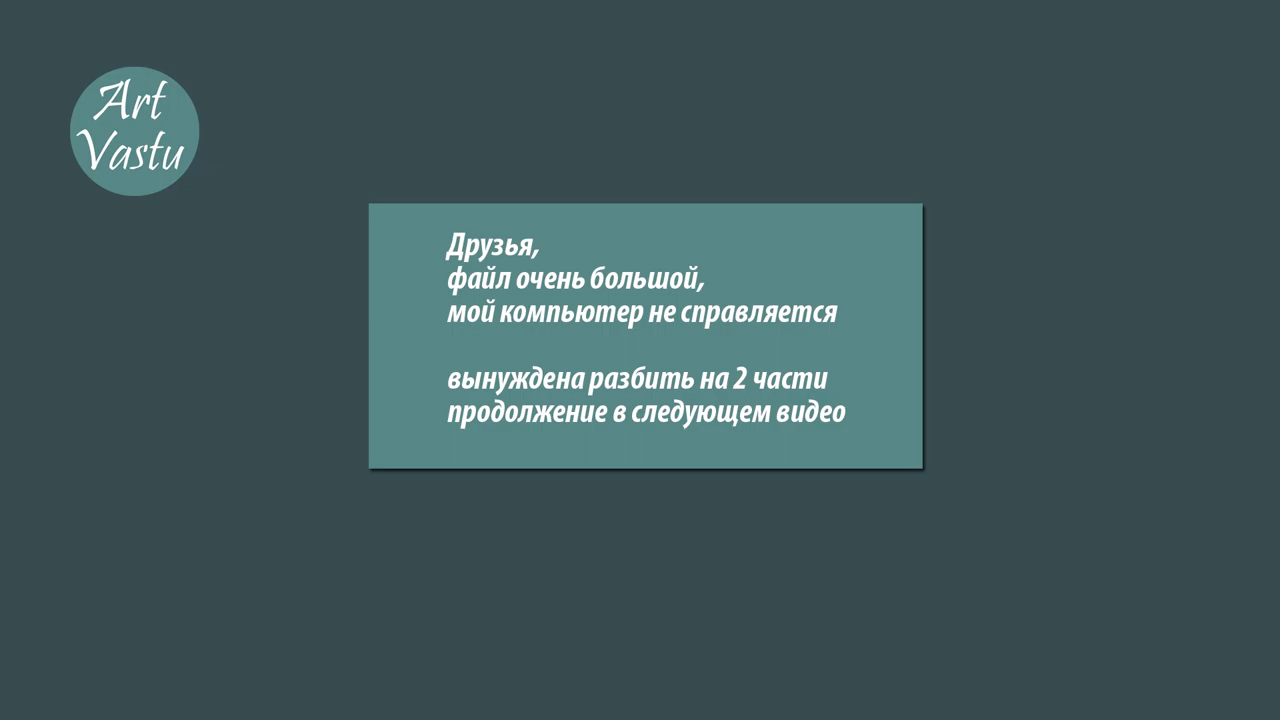 Art
Vastu
Друзья,
файл очень большой,
мой компьютер не справляется
вынуждена разбить на 2 части
продолжение в следующем видео